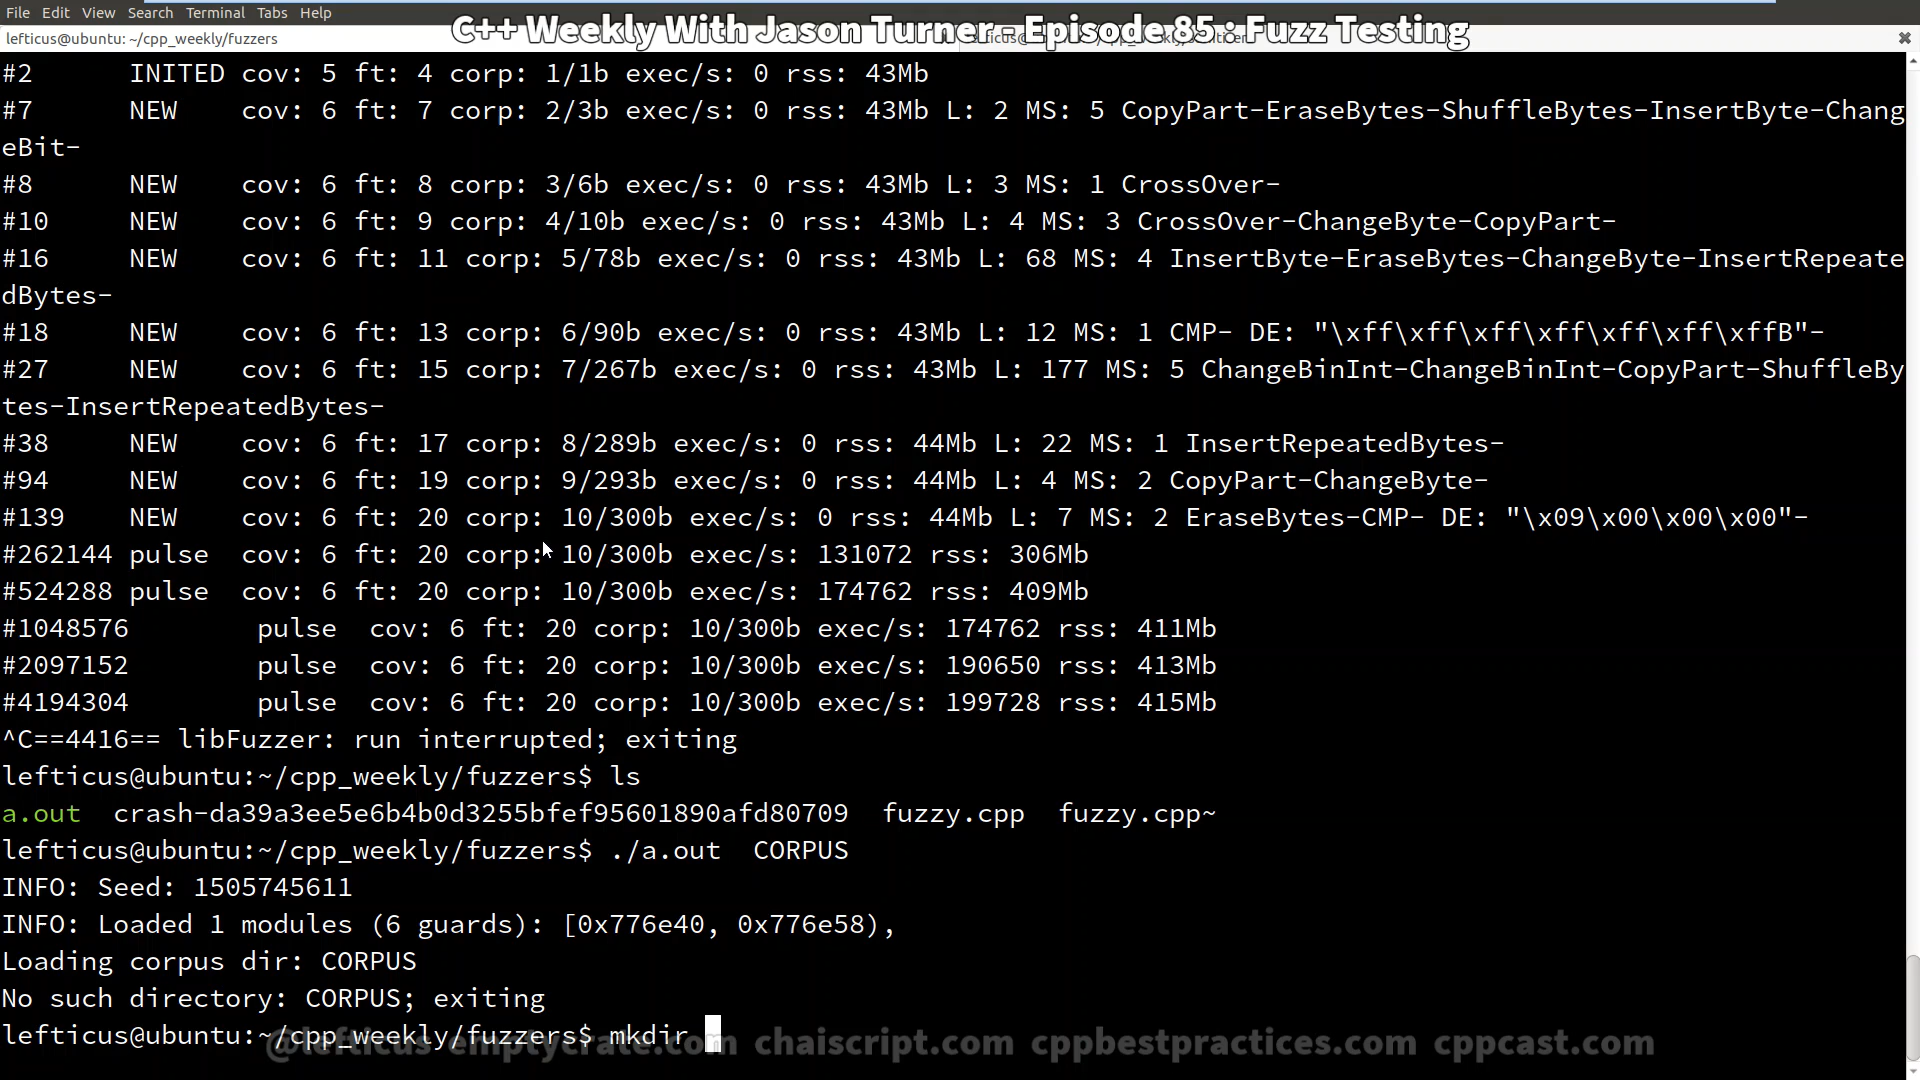 File Edit View Search Terminal Tabs Help
C++ Weekly With Jason Turner - Episode 85 : Fuzz Testing
lefticus@ubuntu: ~/cpp_weekly/fuzzers
#2      INITED cov: 5 ft: 4 corp: 1/1b exec/s: 0 rss: 43Mb
#7      NEW    cov: 6 ft: 7 corp: 2/3b exec/s: 0 rss: 43Mb L: 2 MS: 5 CopyPart-EraseBytes-ShuffleBytes-InsertByte-Chang
eBit-
#8      NEW    cov: 6 ft: 8 corp: 3/6b exec/s: 0 rss: 43Mb L: 3 MS: 1 CrossOver-
#10     NEW    cov: 6 ft: 9 corp: 4/10b exec/s: 0 rss: 43Mb L: 4 MS: 3 CrossOver-ChangeByte-CopyPart-
#16     NEW    cov: 6 ft: 11 corp: 5/78b exec/s: 0 rss: 43Mb L: 68 MS: 4 InsertByte-EraseBytes-ChangeByte-InsertRepeate
dBytes-
#18     NEW    cov: 6 ft: 13 corp: 6/90b exec/s: 0 rss: 43Mb L: 12 MS: 1 CMP- DE: "\xff\xff\xff\xff\xff\xff\xffB"-
#27     NEW    cov: 6 ft: 15 corp: 7/267b exec/s: 0 rss: 43Mb L: 177 MS: 5 ChangeBinInt-ChangeBinInt-CopyPart-ShuffleBy
tes-InsertRepeatedBytes-
#38     NEW    cov: 6 ft: 17 corp: 8/289b exec/s: 0 rss: 44Mb L: 22 MS: 1 InsertRepeatedBytes-
#94     NEW    cov: 6 ft: 19 corp: 9/293b exec/s: 0 rss: 44Mb L: 4 MS: 2 CopyPart-ChangeByte-
#139    NEW    cov: 6 ft: 20 corp: 10/300b exec/s: 0 rss: 44Mb L: 7 MS: 2 EraseBytes-CMP- DE: "\x09\x00\x00\x00"-
#262144 pulse  cov: 6 ft: 20 corp: 10/300b exec/s: 131072 rss: 306Mb
#524288 pulse  cov: 6 ft: 20 corp: 10/300b exec/s: 174762 rss: 409Mb
#1048576        pulse  cov: 6 ft: 20 corp: 10/300b exec/s: 174762 rss: 411Mb
#2097152        pulse  cov: 6 ft: 20 corp: 10/300b exec/s: 190650 rss: 413Mb
#4194304        pulse  cov: 6 ft: 20 corp: 10/300b exec/s: 199728 rss: 415Mb
^C==4416== libFuzzer: run interrupted; exiting
lefticus@ubuntu:~/cpp_weekly/fuzzers$ ls
a.out  crash-da39a3ee5e6b4b0d3255bfef95601890afd80709  fuzzy.cpp  fuzzy.cpp~
lefticus@ubuntu:~/cpp_weekly/fuzzers$ ./a.out  CORPUS
INFO: Seed: 1505745611
INFO: Loaded 1 modules (6 guards): [0x776e40, 0x776e58),
Loading corpus dir: CORPUS
No such directory: CORPUS; exiting
lefticus@ubuntu:~/cpp_weekly/fuzzers$ mkdir
@lefticus emptycrate.com chaiscript.com cppbestpractices.com cppcast.com